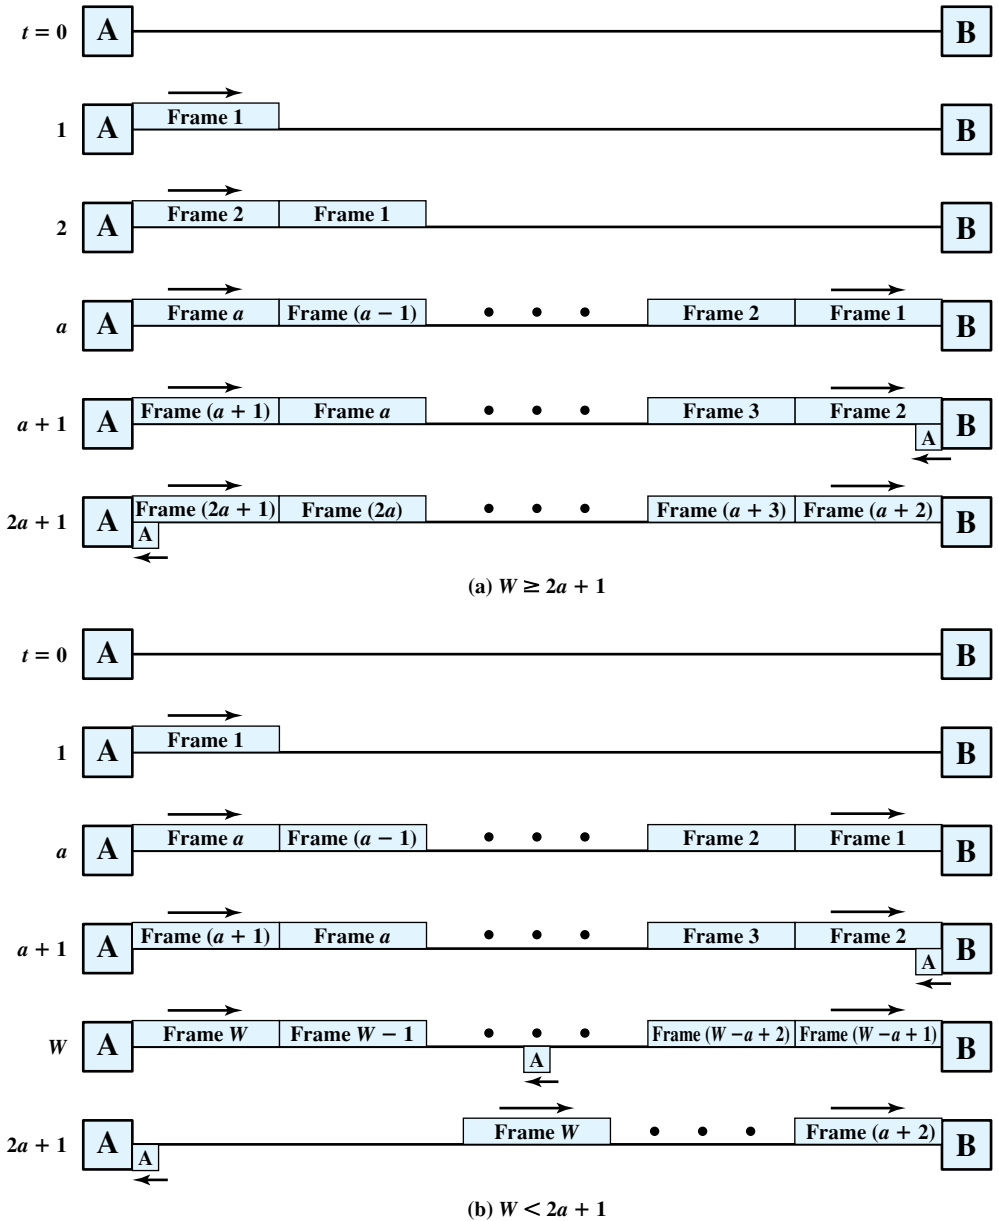 t = 0 A B
1 A Frame 1 B
2 A Frame 2 Frame 1 B
a A Frame a Frame (a − 1) • • • Frame 2 Frame 1 B
a + 1 A Frame (a + 1) Frame a • • • Frame 3 Frame 2 B
A
2a + 1 A Frame (2a + 1) Frame (2a) • • • Frame (a + 3) Frame (a + 2) B
A
(a) W ≥ 2a + 1
t = 0 A B
1 A Frame 1 B
a A Frame a Frame (a − 1) • • • Frame 2 Frame 1 B
a + 1 A Frame (a + 1) Frame a • • • Frame 3 Frame 2 B
A
W A Frame W Frame W − 1 • • • Frame (W −a + 2) Frame (W −a + 1) B
A
2a + 1 A Frame W • • • Frame (a + 2) B
A
(b) W < 2a + 1